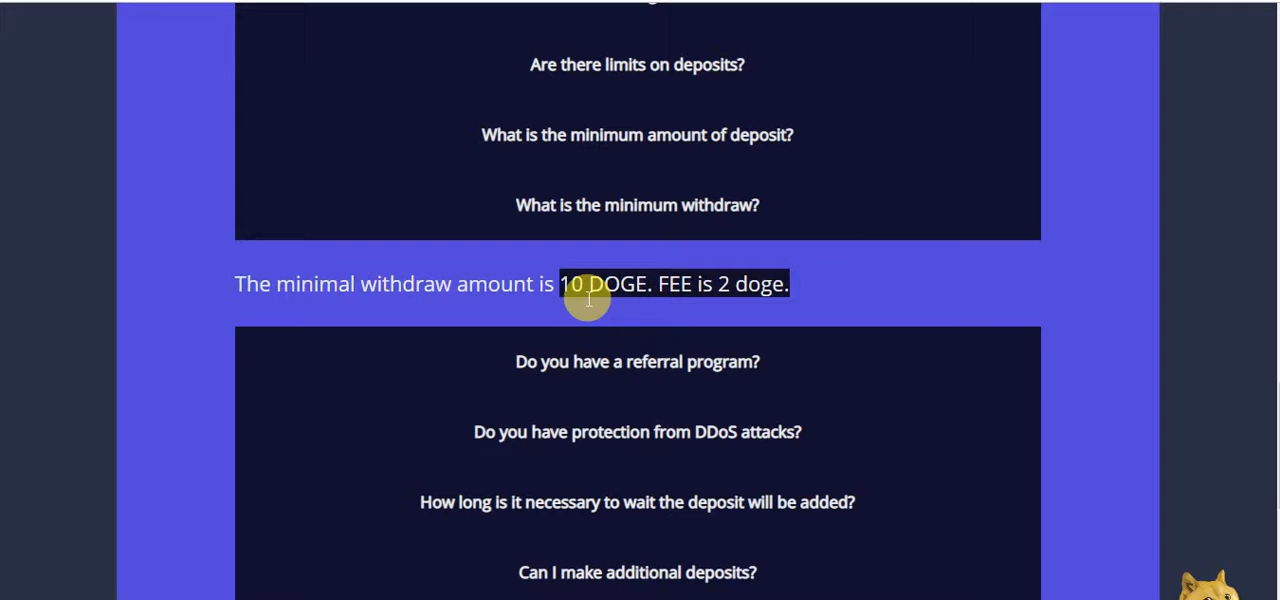 Are there limits on deposits?
What is the minimum amount of deposit?
What is the minimum withdraw?
The minimal withdraw amount is 10 DOGE. FEE is 2 doge.
Do you have a referral program?
Do you have protection from DDoS attacks?
How long is it necessary to wait the deposit will be added?
Can I make additional deposits?